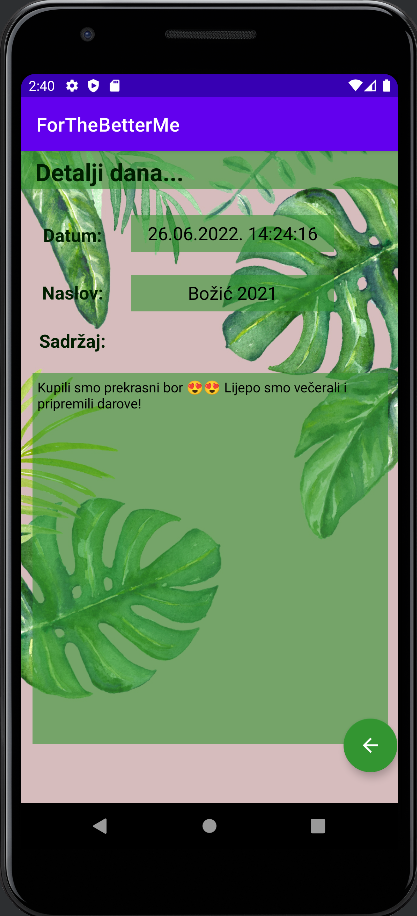 2:40
ForTheBetterMe
Detalji dana...
Datum: 26.06.2022. 14:24:16
Naslov: Božić 2021
Sadržaj:
Kupili smo prekrasni bor 😍😍 Lijepo smo večerali i
pripremili darove!